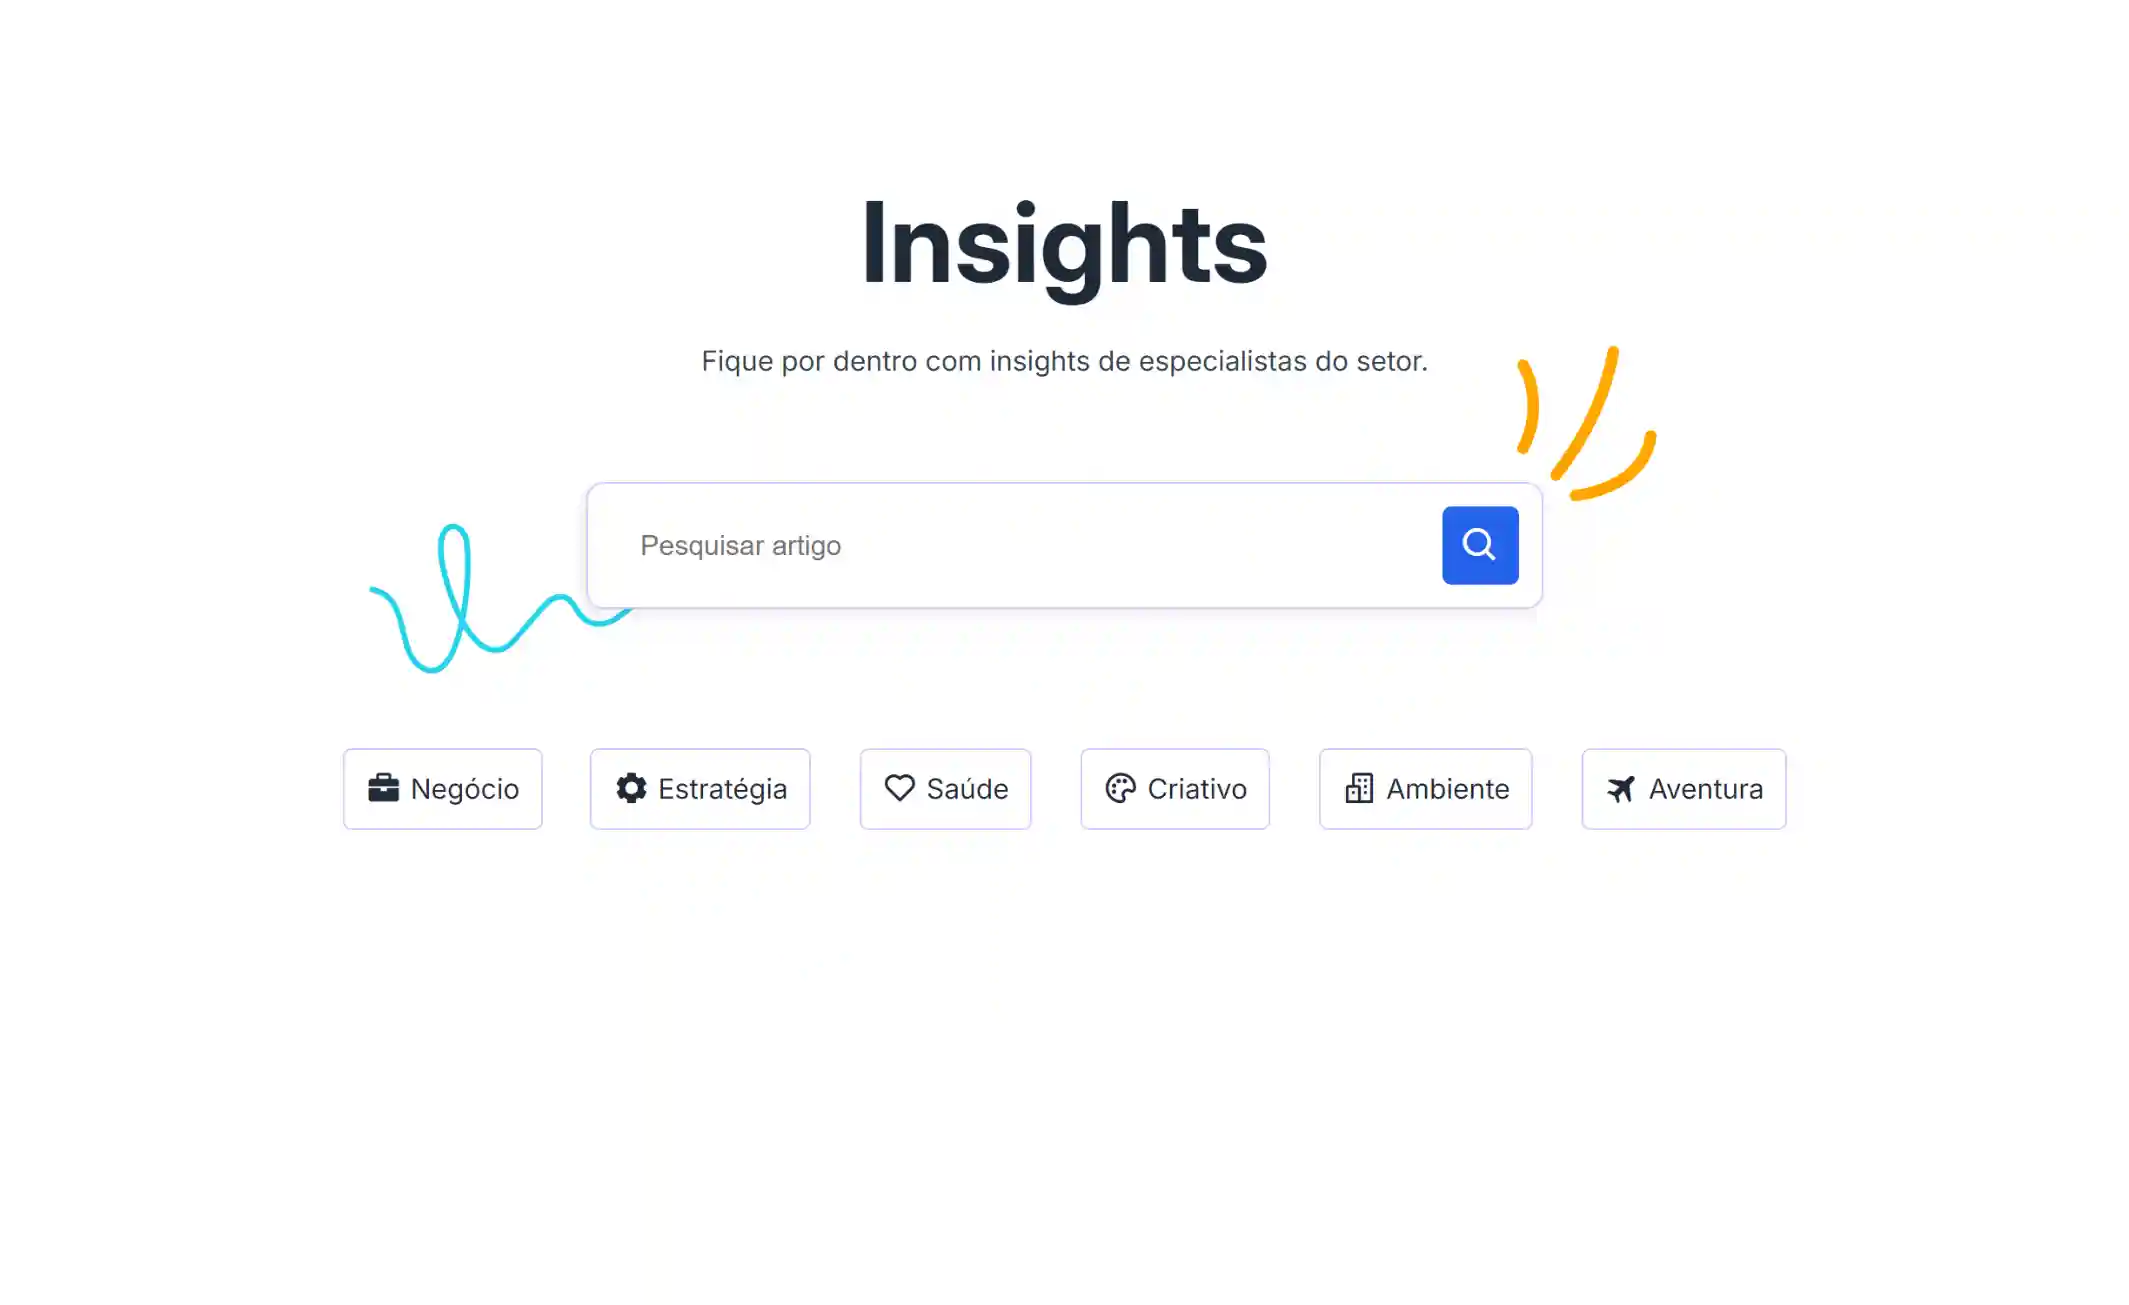 Insights
Fique por dentro com insights de especialistas do setor.
Pesquisar artigo
Negócio Estratégia Saúde Criativo Ambiente Aventura